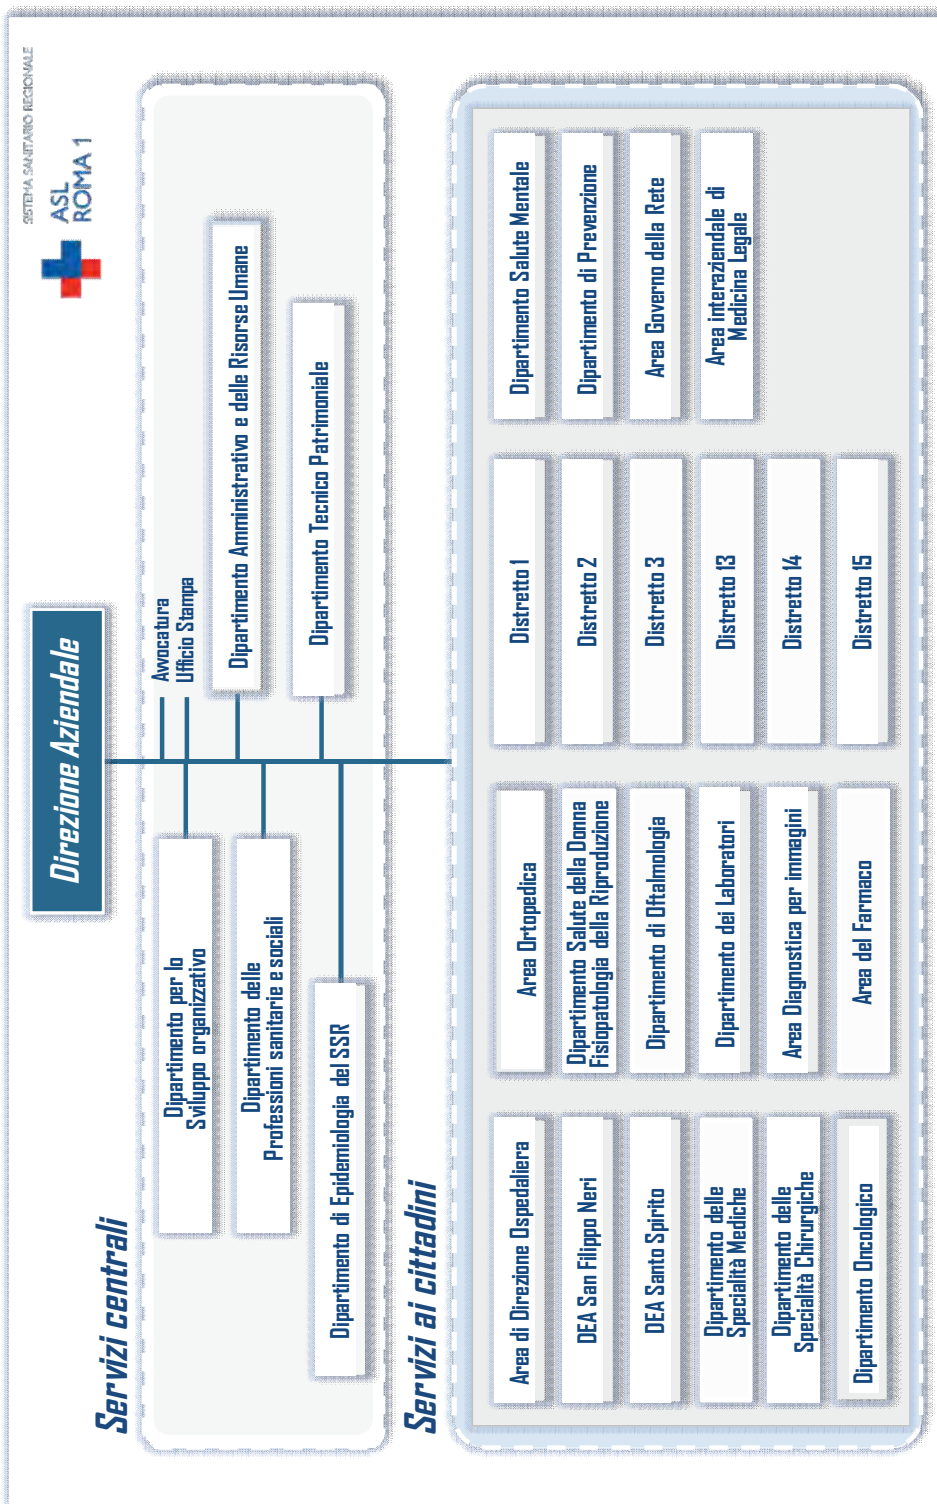 SISTEMA SANITARIO REGIONALE
ASL
ROMA 1
Direzione Aziendale
Servizi centrali
Avvocatura
Ufficio Stampa
Dipartimento per lo
Sviluppo organizzativo
Dipartimento Amministrativo e delle Risorse Umane
Dipartimento delle
Professioni sanitarie e sociali
Dipartimento Tecnico Patrimoniale
Dipartimento di Epidemiologia del SSR
Servizi ai cittadini
Area di Direzione Ospedaliera
DEA San Filippo Neri
DEA Santo Spirito
Dipartimento delle
Specialità Mediche
Dipartimento delle
Specialità Chirurgiche
Dipartimento Oncologico
Area Ortopedica
Dipartimento Salute della Donna
Fisiopatologia della Riproduzione
Dipartimento di Oftalmologia
Dipartimento dei Laboratori
Area Diagnostica per immagini
Area del Farmaco
Distretto 1
Distretto 2
Distretto 3
Distretto 13
Distretto 14
Distretto 15
Dipartimento Salute Mentale
Dipartimento di Prevenzione
Area Governo della Rete
Area interaziendale di
Medicina Legale